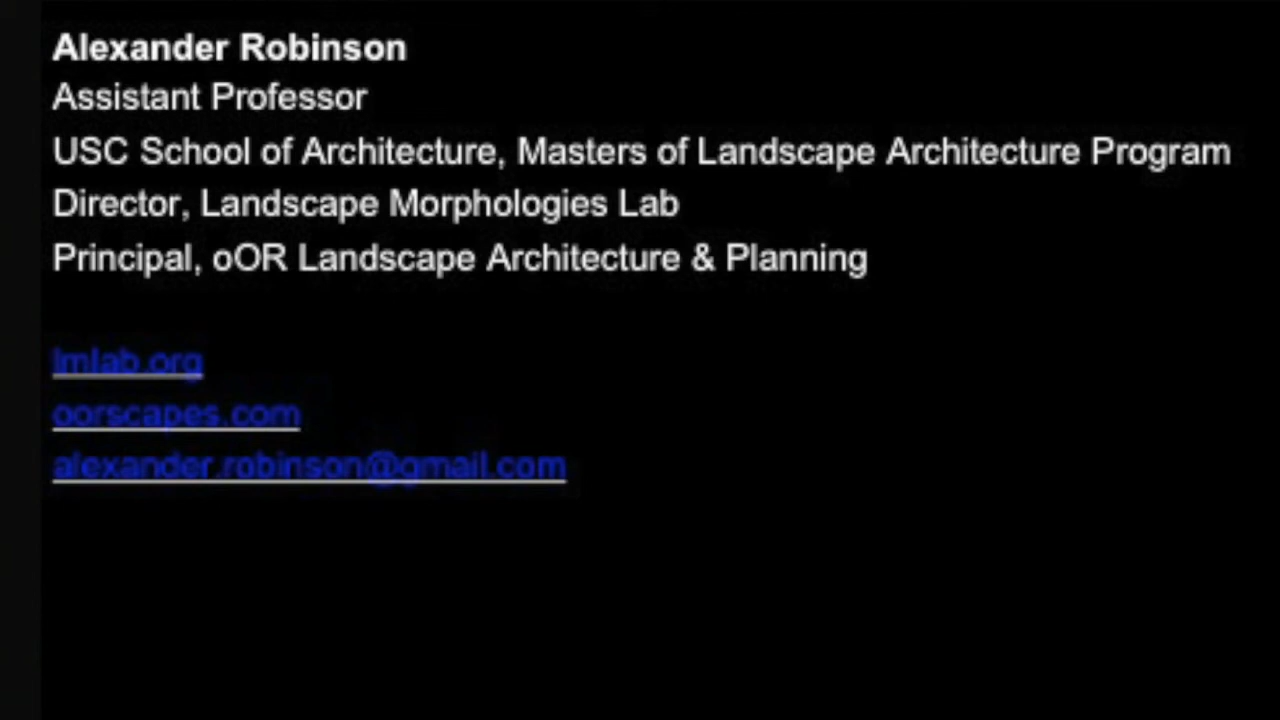 Alexander Robinson
Assistant Professor
USC School of Architecture, Masters of Landscape Architecture Program
Director, Landscape Morphologies Lab
Principal, oOR Landscape Architecture & Planning
lmlab.org
oorscapes.com
alexander.robinson@gmail.com